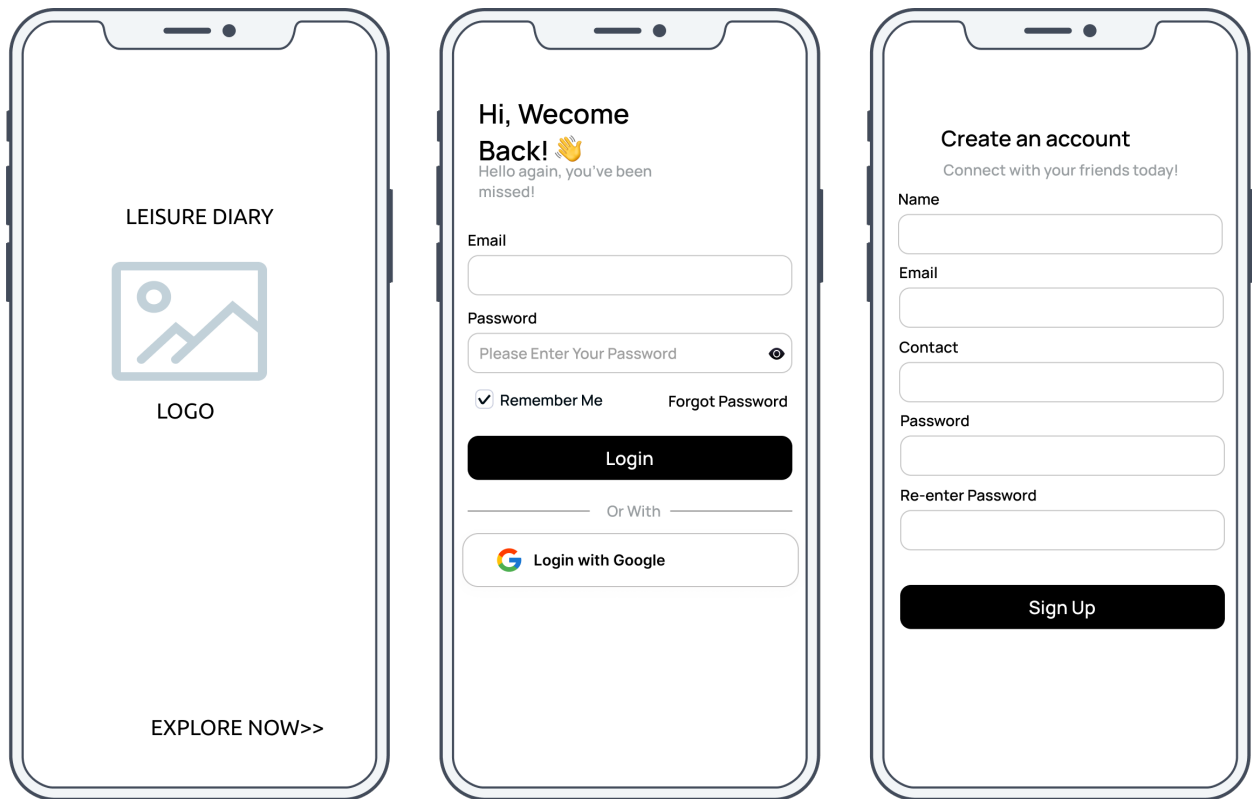 LEISURE DIARY
LOGO
EXPLORE NOW>>
Hi, Wecome
Back! 👋
Hello again, you've been
missed!
Email
Password
Please Enter Your Password
Remember Me
Forgot Password
Login
Or With
Login with Google
Create an account
Connect with your friends today!
Name
Email
Contact
Password
Re-enter Password
Sign Up